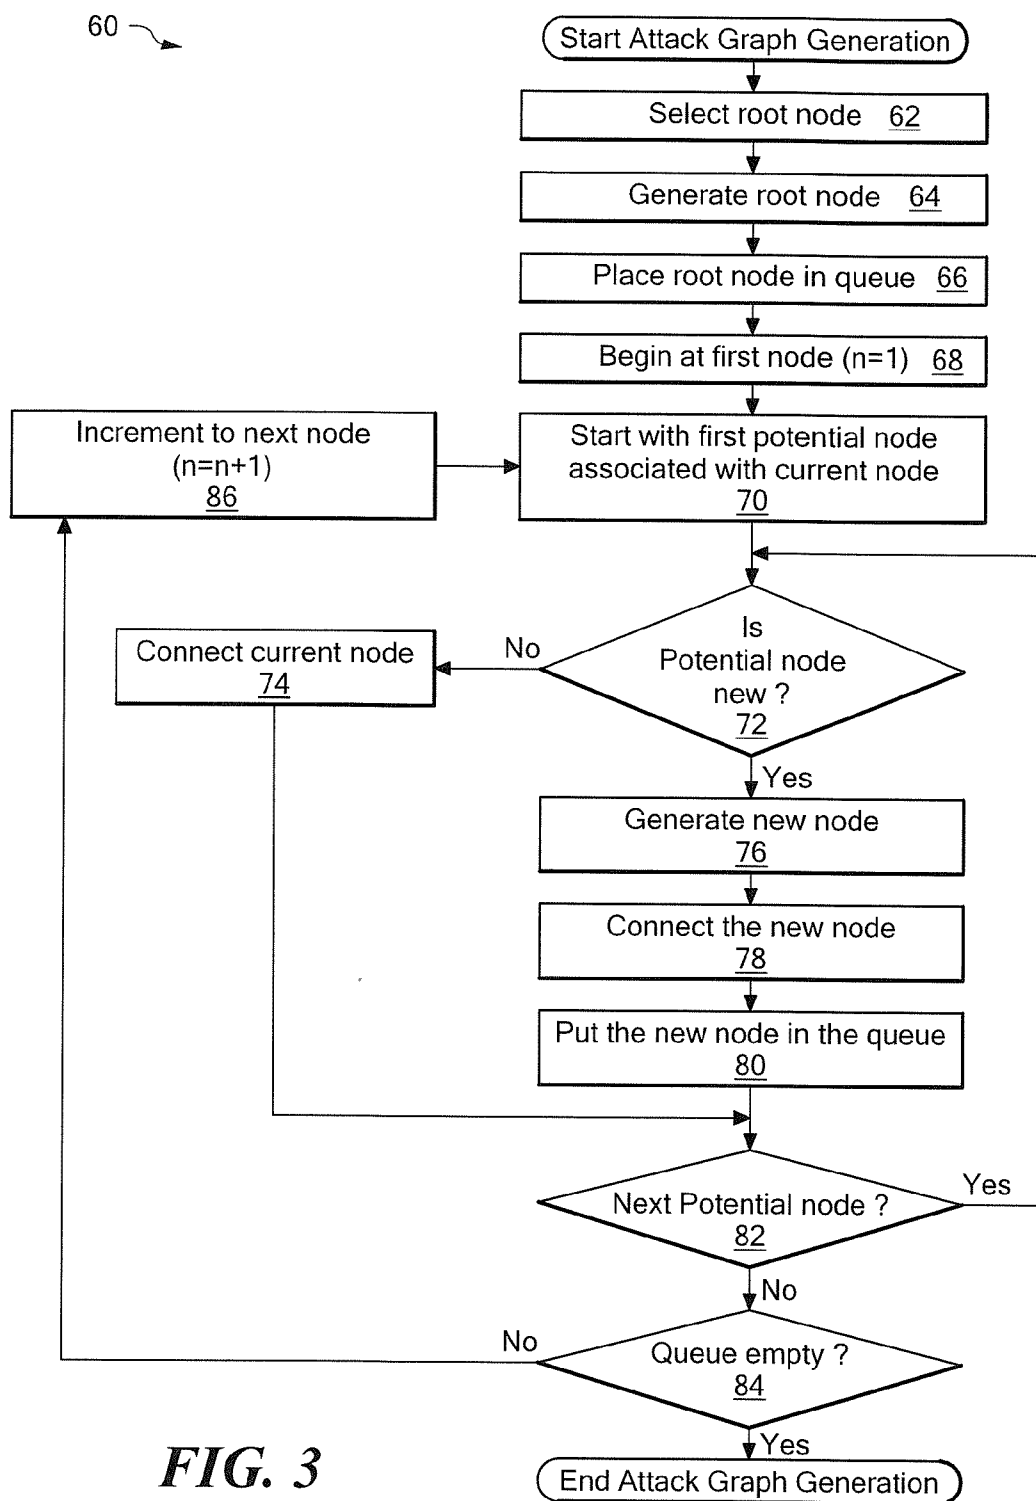 60
Start Attack Graph Generation
Select root node 62
Generate root node 64
Place root node in queue 66
Begin at first node (n=1) 68
Increment to next node
(n=n+1)
86
Start with first potential node
associated with current node
70
Is
Potential node
new ?
72
No
Connect current node
74
Yes
Generate new node
76
Connect the new node
78
Put the new node in the queue
80
Next Potential node ?
82
Yes
No
Queue empty ?
84
No
Yes
End Attack Graph Generation
FIG. 3